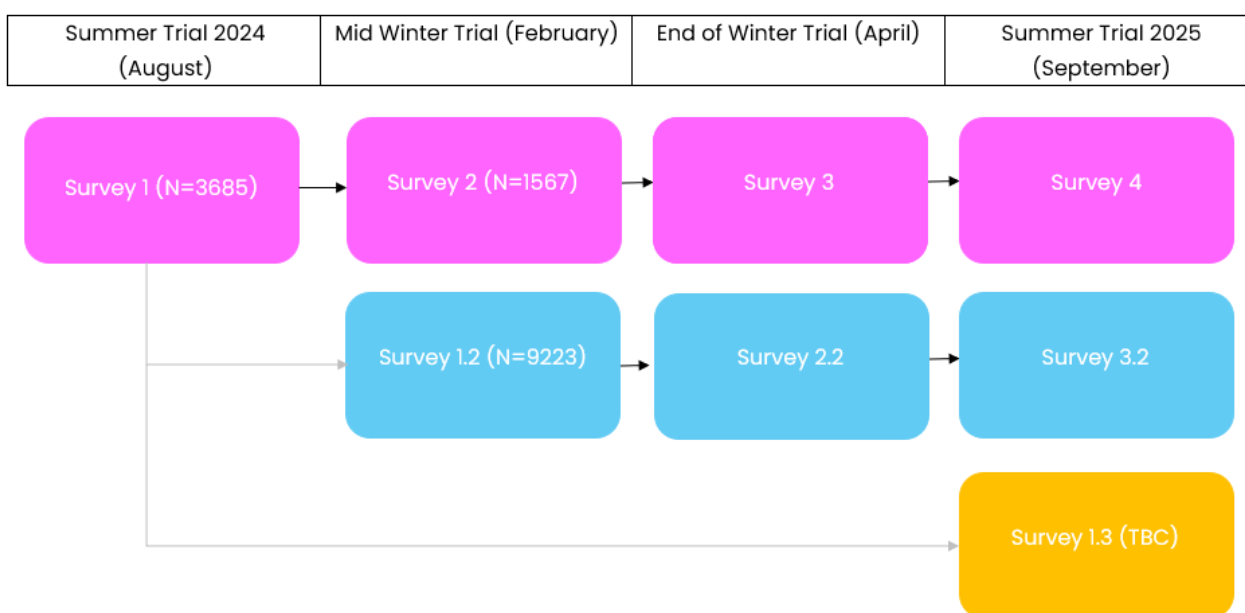 Summer Trial 2024
(August)
Mid Winter Trial (February)
End of Winter Trial (April)
Summer Trial 2025
(September)
Survey 1 (N=3685)
Survey 2 (N=1567)
Survey 3
Survey 4
Survey 1.2 (N=9223)
Survey 2.2
Survey 3.2
Survey 1.3 (TBC)